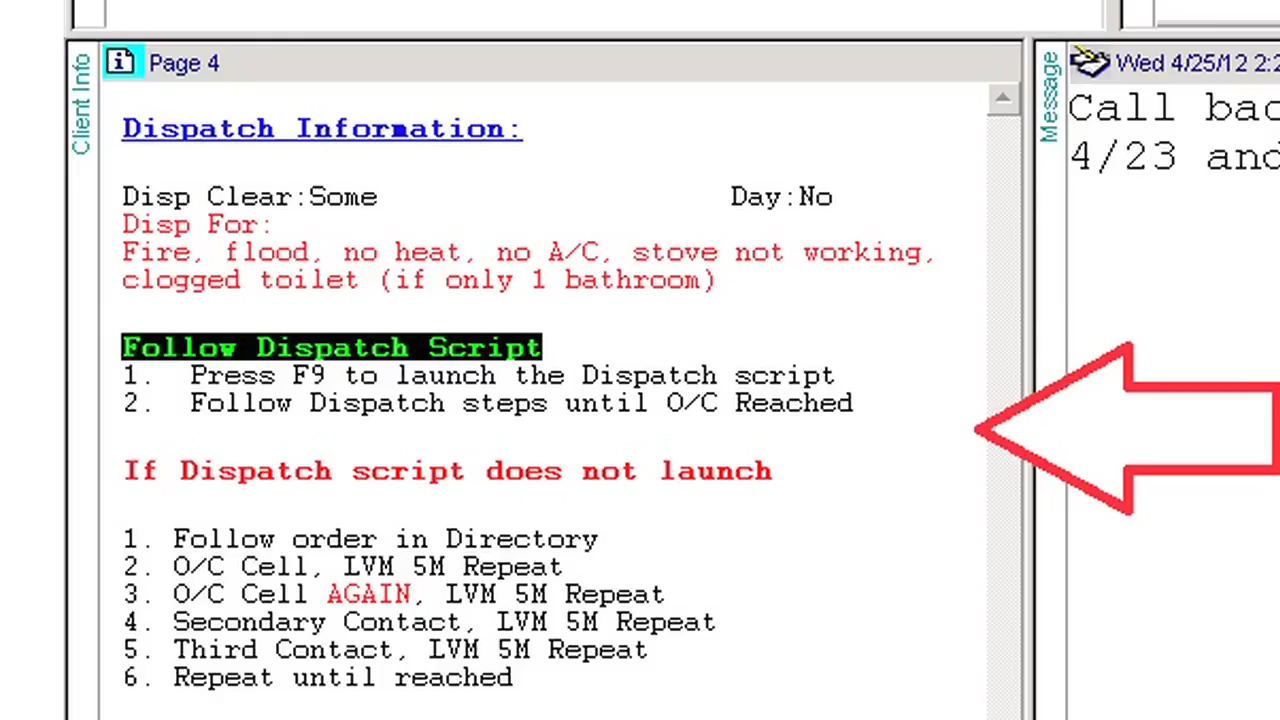 Client Info
Page 4
Dispatch Information:
Disp Clear:Some Day:No
Disp For:
Fire, flood, no heat, no A/C, stove not working,
clogged toilet (if only 1 bathroom)
Follow Dispatch Script
1. Press F9 to launch the Dispatch script
2. Follow Dispatch steps until O/C Reached
If Dispatch script does not launch
1. Follow order in Directory
2. O/C Cell, LVM 5M Repeat
3. O/C Cell AGAIN, LVM 5M Repeat
4. Secondary Contact, LVM 5M Repeat
5. Third Contact, LVM 5M Repeat
6. Repeat until reached
Message
Wed 4/25/12
Call
4/23 and